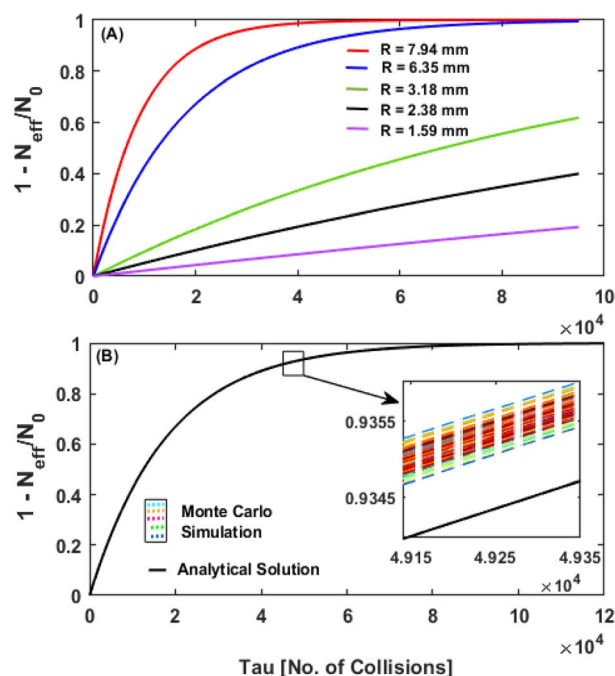 (A)
R = 7.94 mm
R = 6.35 mm
R = 3.18 mm
R = 2.38 mm
R = 1.59 mm
1 - N_eff/N_0
1
0.8
0.6
0.4
0.2
0
0 2 4 6 8 10
×10^4
(B)
1 - N_eff/N_0
1
0.8
0.6
0.4
0.2
0
0.9355
0.9345
4.915 4.925 4.935
×10^4
Monte Carlo
Simulation
Analytical Solution
0 2 4 6 8 10 12
×10^4
Tau [No. of Collisions]